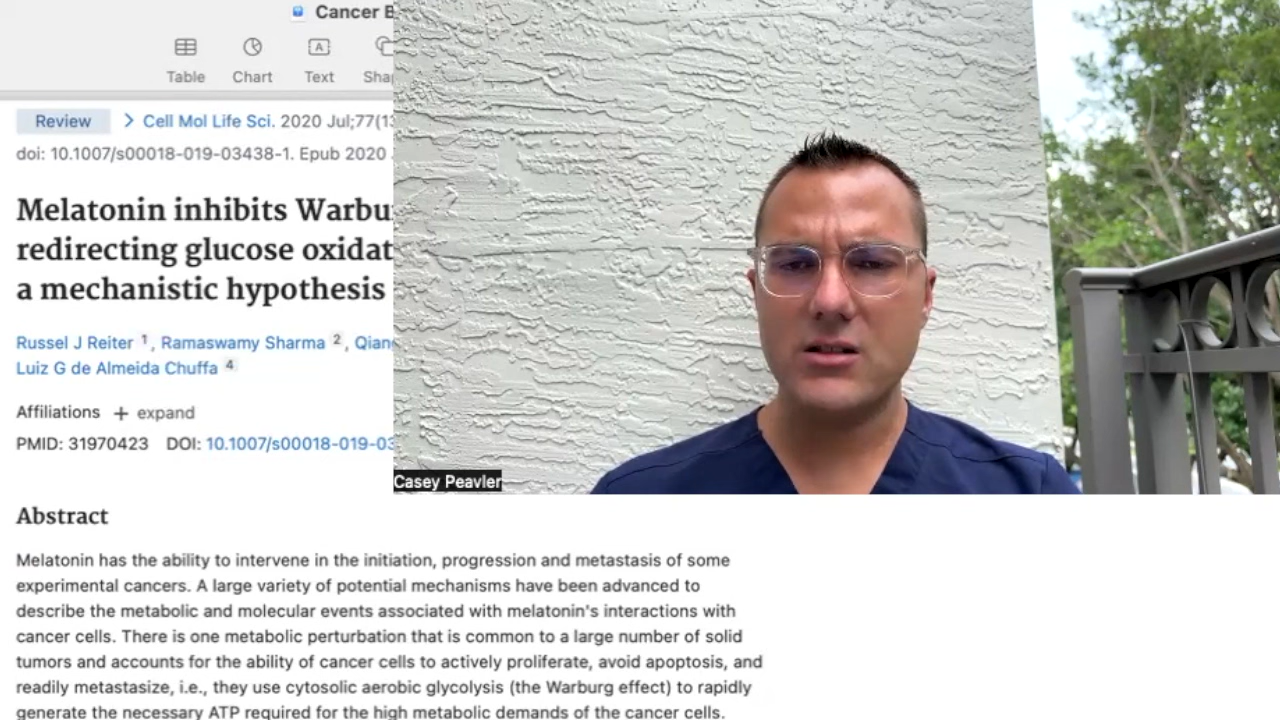 Cancer B
Table Chart Text Shap
Review > Cell Mol Life Sci. 2020 Jul;77(13
doi: 10.1007/s00018-019-03438-1. Epub 2020
Melatonin inhibits Warbu
redirecting glucose oxidat
a mechanistic hypothesis
Russel J Reiter 1, Ramaswamy Sharma 2, Qiang
Luiz G de Almeida Chuffa 4
Affiliations + expand
PMID: 31970423 DOI: 10.1007/s00018-019-03
Casey Peavler
Abstract
Melatonin has the ability to intervene in the initiation, progression and metastasis of some
experimental cancers. A large variety of potential mechanisms have been advanced to
describe the metabolic and molecular events associated with melatonin's interactions with
cancer cells. There is one metabolic perturbation that is common to a large number of solid
tumors and accounts for the ability of cancer cells to actively proliferate, avoid apoptosis, and
readily metastasize, i.e., they use cytosolic aerobic glycolysis (the Warburg effect) to rapidly
generate the necessary ATP required for the high metabolic demands of the cancer cells.